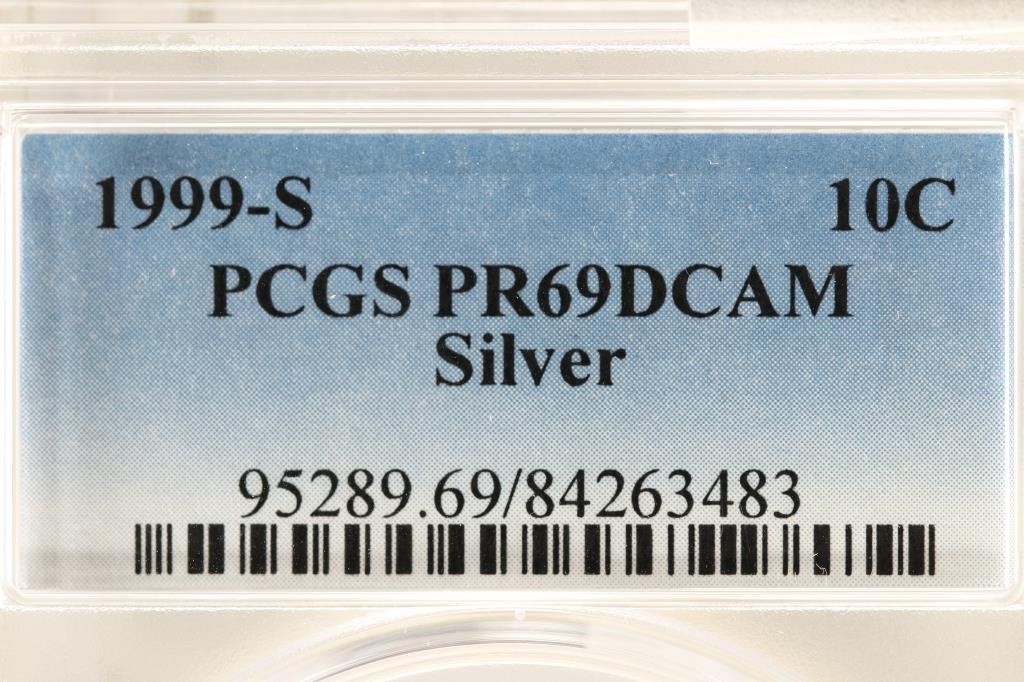 1999-S 10C
PCGS PR69DCAM
Silver
95289.69/84263483